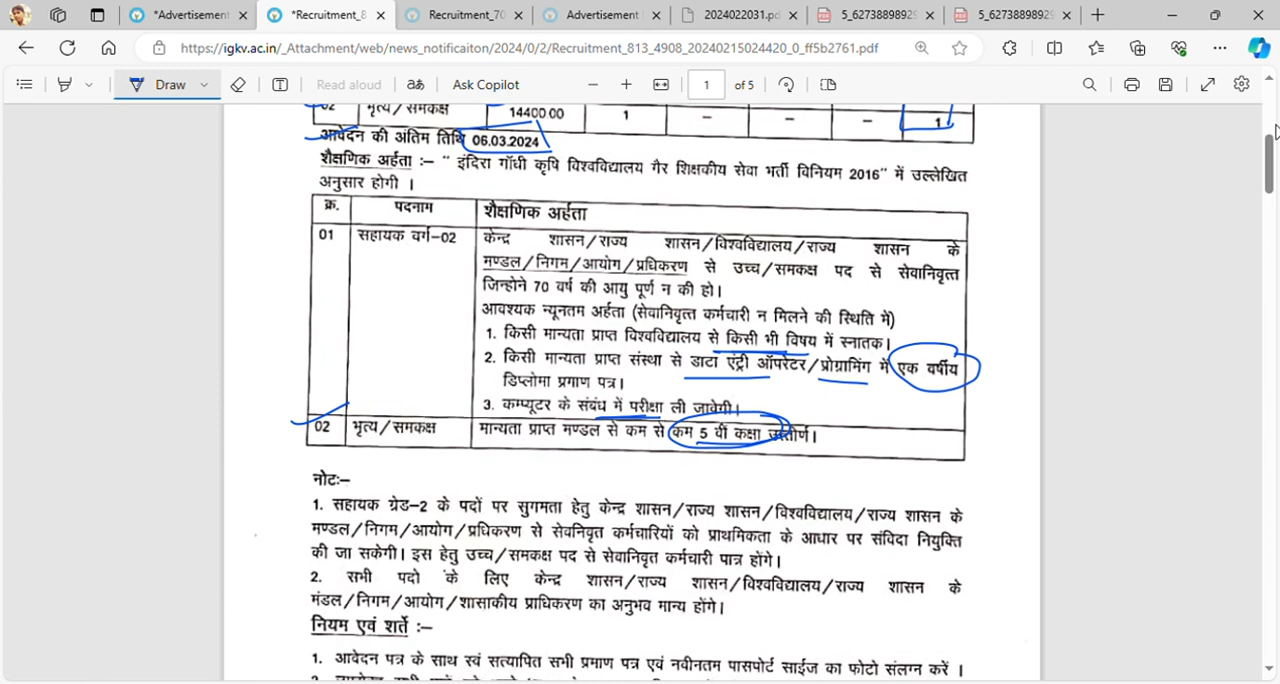 *Advertisement
*Recruitment_8
Recruitment_70
Advertisement
2024022031.pd
5_62738898929
5_62738898929
https://igkv.ac.in/_Attachment/web/news_notificaiton/2024/0/2/Recruitment_813_4908_20240215024420_0_ff5b2761.pdf
Draw
Read aloud
aあ
Ask Copilot
1 of 5
02 भृत्य/समकक्ष 14400.00 1 – – – 1
आवेदन की अंतिम तिथि 06.03.2024
शैक्षणिक अर्हता :– “ इंदिरा गॉधी कृषि विश्वविद्यालय गैर शिक्षकीय सेवा भर्ती विनियम 2016” में उल्लेखित
अनुसार होगी ।
क्र. पदनाम शैक्षणिक अर्हता
01 सहायक वर्ग–02 केन्द्र शासन/राज्य शासन/विश्वविद्यालय/राज्य शासन के
मण्डल/निगम/आयोग/प्रधिकरण से उच्च/समकक्ष पद से सेवानिवृत्त
जिन्होने 70 वर्ष की आयु पूर्ण न की हो।
आवश्यक न्यूनतम अर्हता (सेवानिवृत्त कर्मचारी न मिलने की स्थिति में)
1. किसी मान्यता प्राप्त विश्वविद्यालय से किसी भी विषय में स्नातक।
2. किसी मान्यता प्राप्त संस्था से डाटा एंट्री ऑपरेटर/प्रोग्रामिंग में एक वर्षीय
डिप्लोमा प्रमाण पत्र।
3. कम्प्यूटर के संबंध में परीक्षा ली जावेगी।
02 भृत्य/समकक्ष मान्यता प्राप्त मण्डल से कम से कम 5 वी कक्षा उत्तीर्ण।
नोटः–
1. सहायक ग्रेड–2 के पदों पर सुगमता हेतु केन्द्र शासन/राज्य शासन/विश्वविद्यालय/राज्य शासन के
मण्डल/निगम/आयोग/प्रधिकरण से सेवनिवृत कर्मचारियों को प्राथमिकता के आधार पर संविदा नियुक्ति
की जा सकेगी। इस हेतु उच्च/समकक्ष पद से सेवानिवृत कर्मचारी पात्र होंगे।
2. सभी पदो के लिए केन्द्र शासन/राज्य शासन/विश्वविद्यालय/राज्य शासन के
मंडल/निगम/आयोग/शासाकीय प्राधिकरण का अनुभव मान्य होंगे।
नियम एवं शर्ते :–
1. आवेदन पत्र के साथ स्वं सत्यापित सभी प्रमाण पत्र एवं नवीनतम पासपोर्ट साईज का फोटो संलग्न करें ।